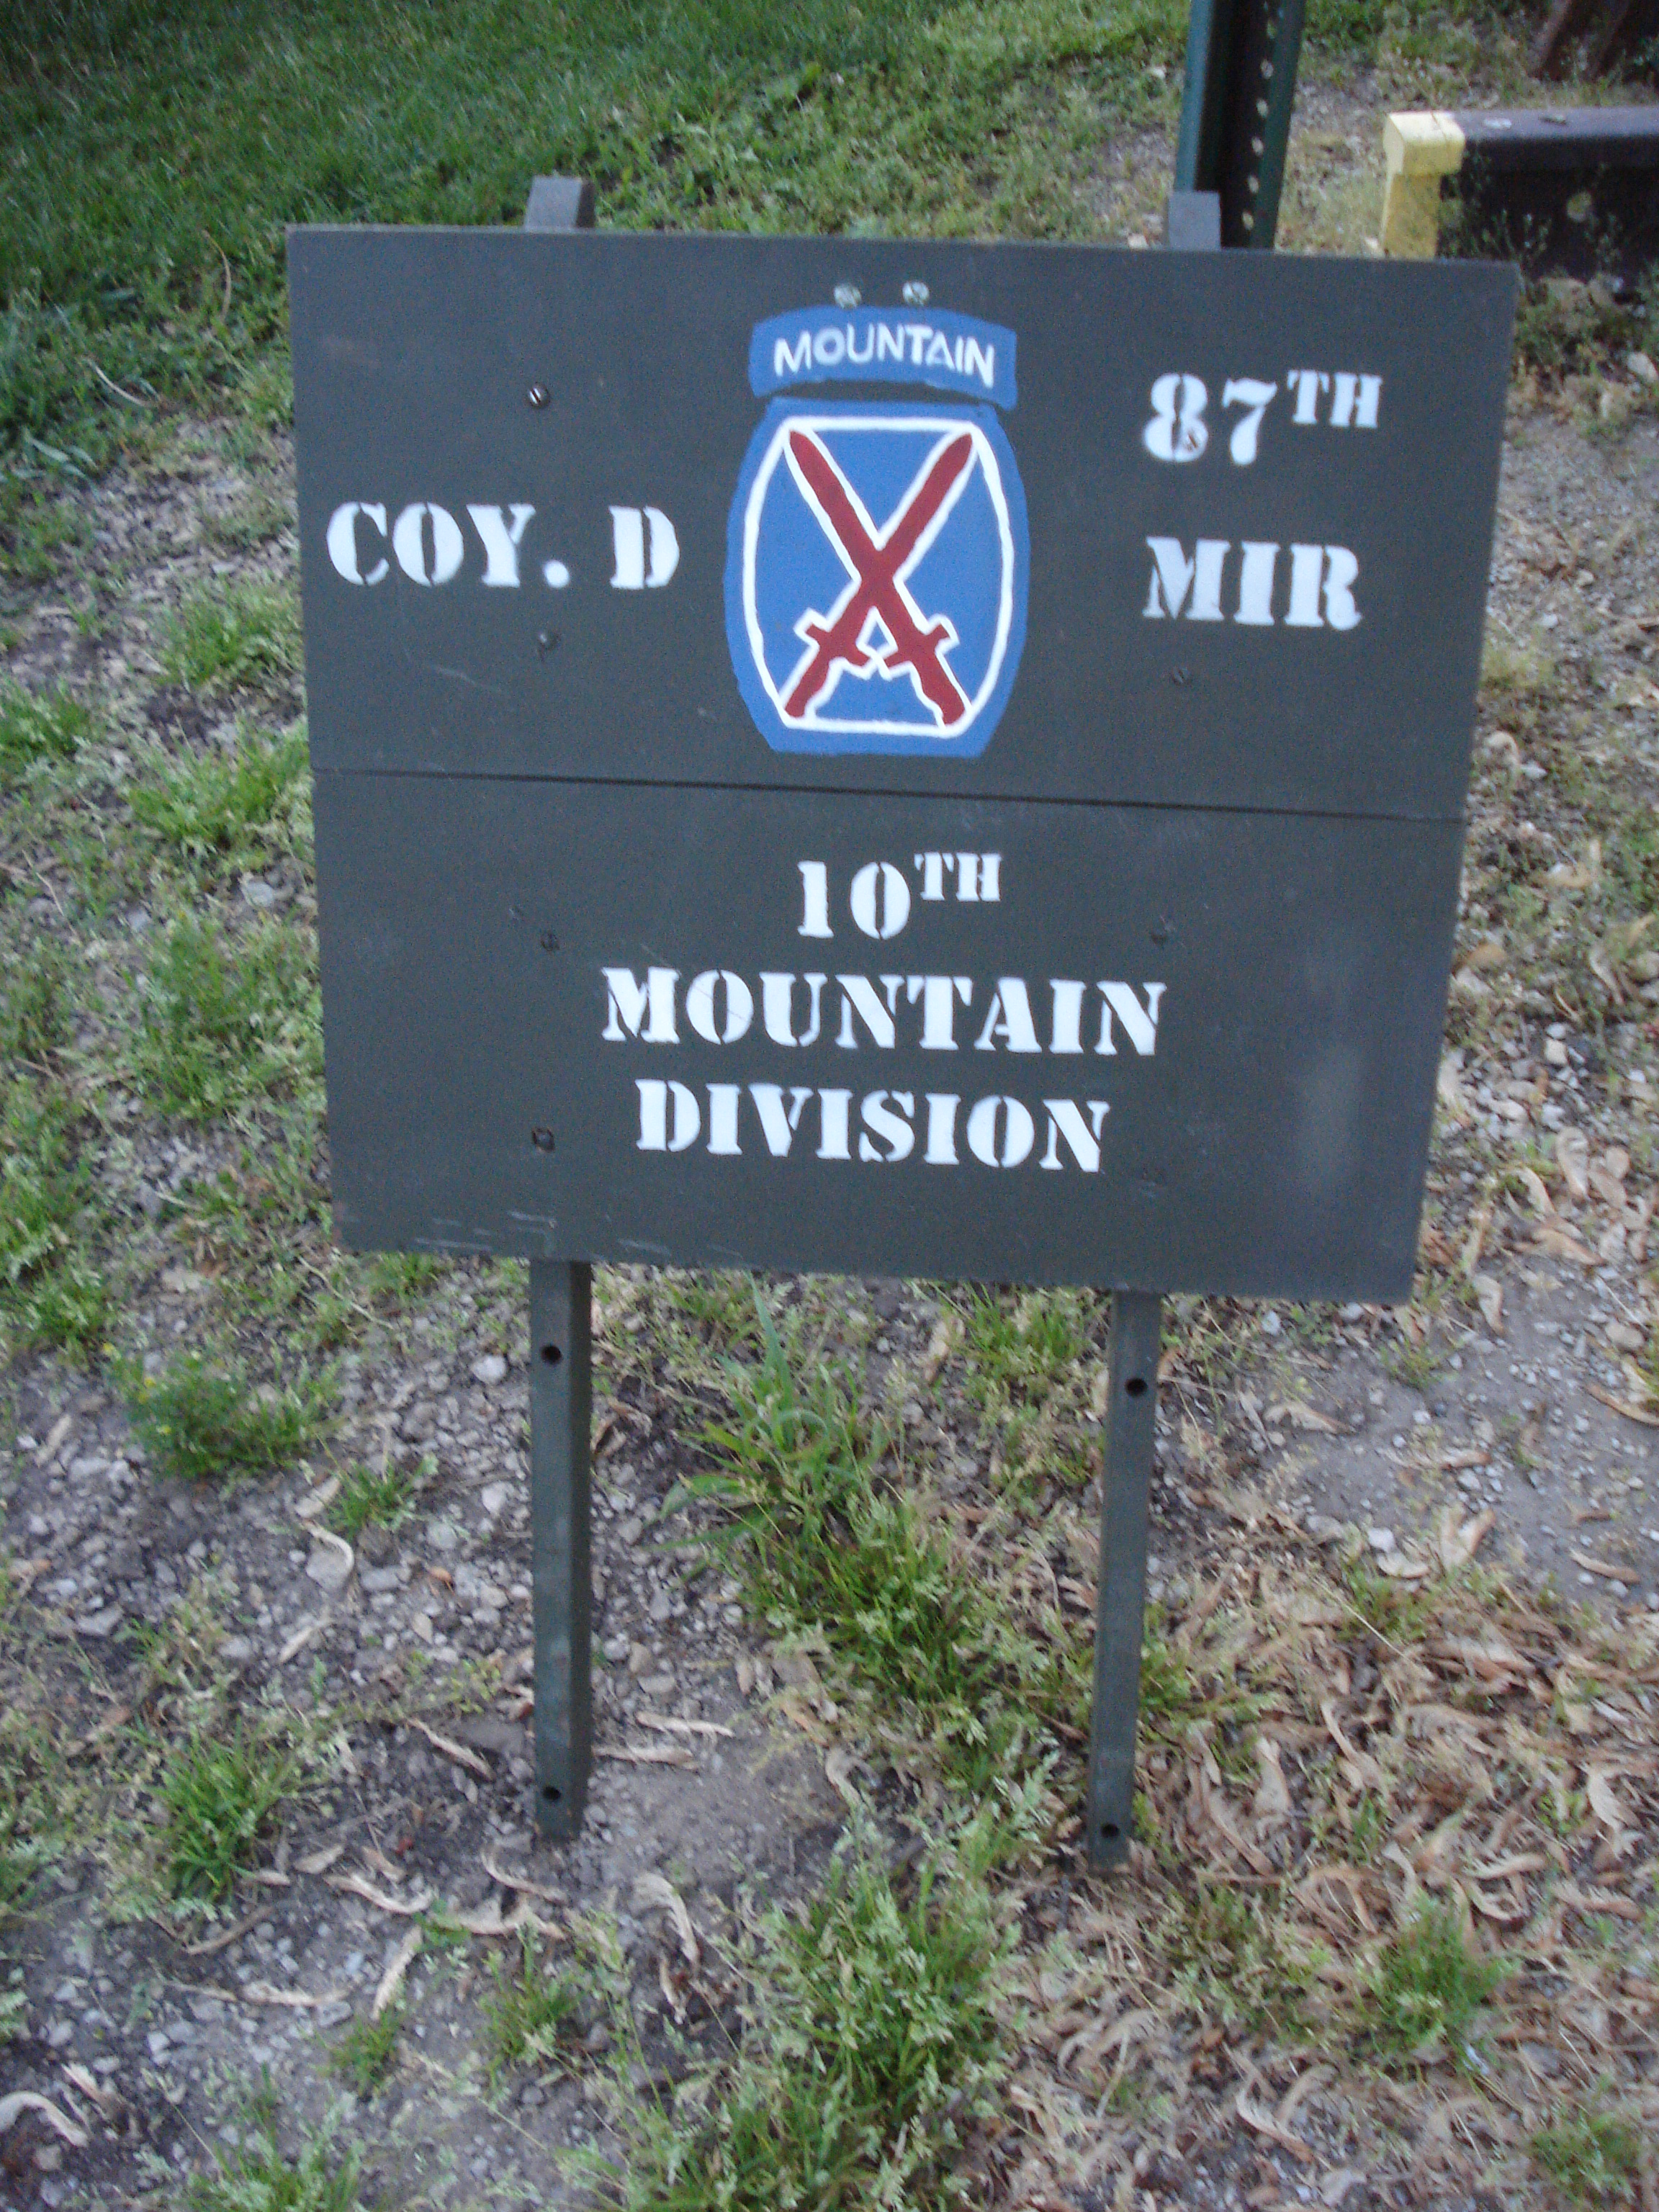 MOUNTAIN
COY. D
87TH
MIR
10TH
MOUNTAIN
DIVISION